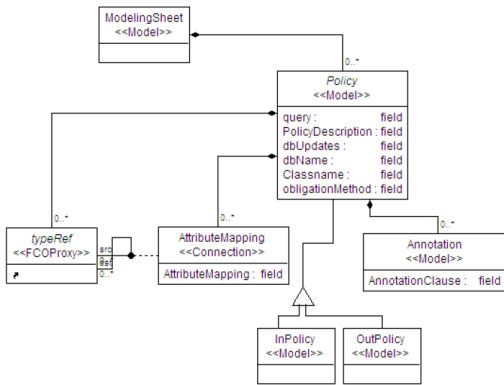 ModelingSheet
<<Model>>
0..*
Policy
<<Model>>
query : field
PolicyDescription : field
dbUpdates : field
dbName : field
Classname : field
obligationMethod : field
0..*
0..*
0..*
typeRef
<<FCOProxy>>
src
dst
0..*
AttributeMapping
<<Connection>>
AttributeMapping : field
Annotation
<<Model>>
AnnotationClause : field
InPolicy
<<Model>>
OutPolicy
<<Model>>